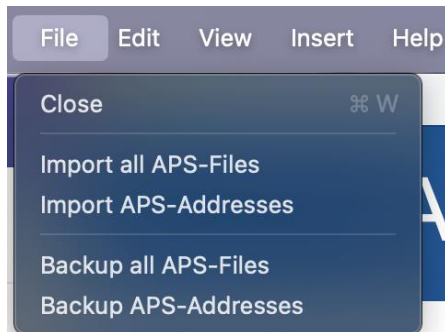 File Edit View Insert Help
Close ⌘ W
Import all APS-Files
Import APS-Addresses
A
Backup all APS-Files
Backup APS-Addresses